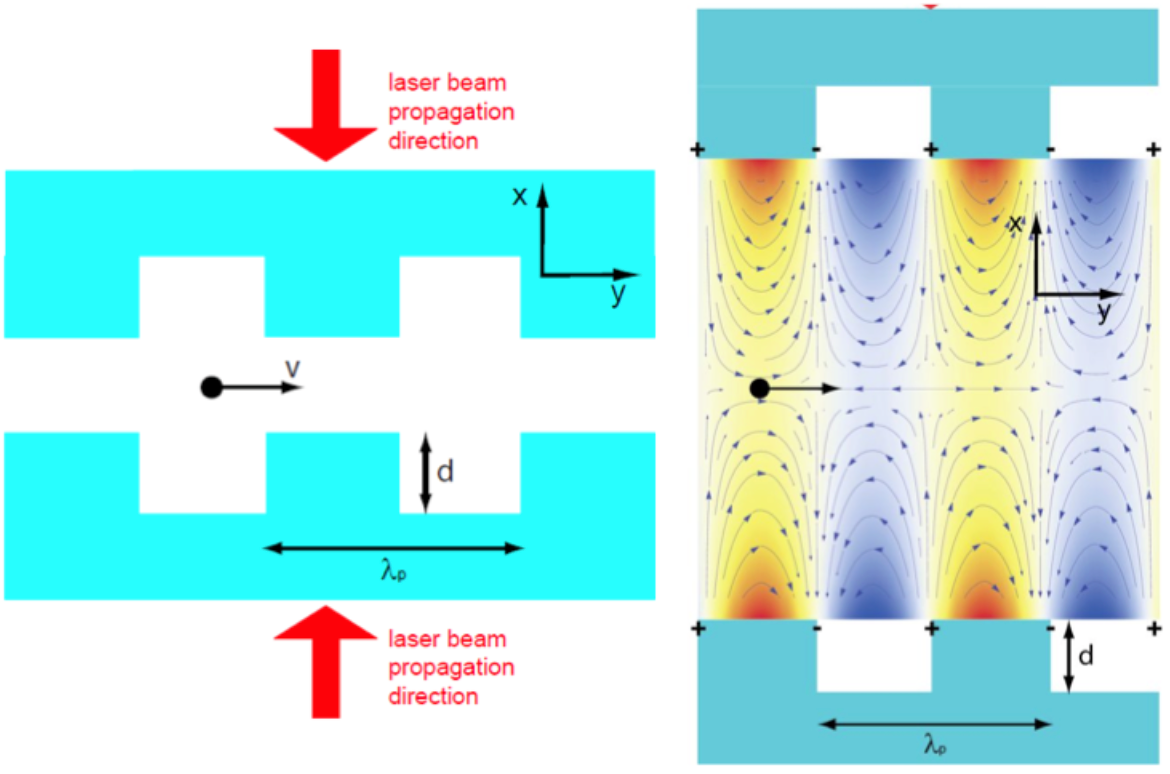 laser beam
propagation
direction
x
y
v
d
λp
laser beam
propagation
direction
+ - + - +
x
y
+ - + - +
d
λp